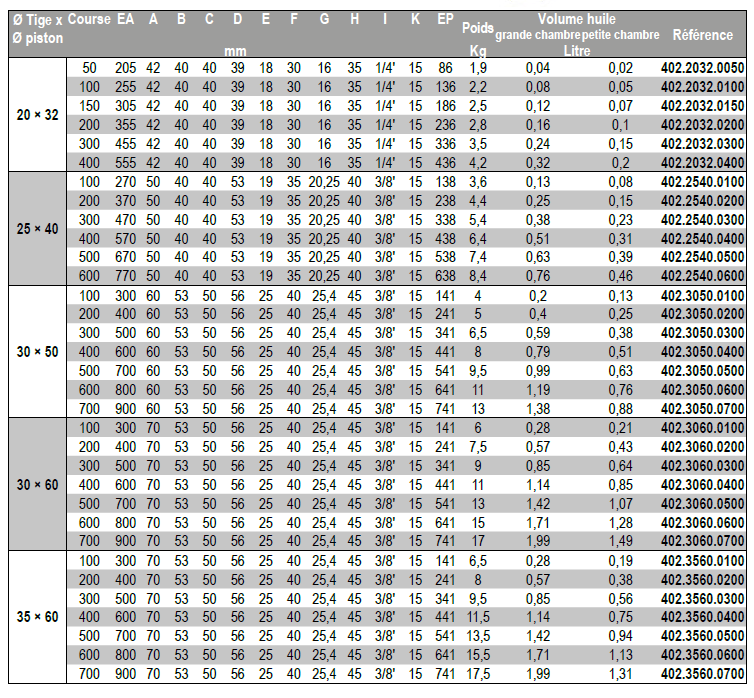 Ø Tige x Ø piston Course EA A B C D E F G H I K EP Poids Volume huile Référence
grande chambre petite chambre
mm Kg Litre
20 × 32
50 205 42 40 40 39 18 30 16 35 1/4' 15 86 1,9 0,04 0,02 402.2032.0050
100 255 42 40 40 39 18 30 16 35 1/4' 15 136 2,2 0,08 0,05 402.2032.0100
150 305 42 40 40 39 18 30 16 35 1/4' 15 186 2,5 0,12 0,07 402.2032.0150
200 355 42 40 40 39 18 30 16 35 1/4' 15 236 2,8 0,16 0,1 402.2032.0200
300 455 42 40 40 39 18 30 16 35 1/4' 15 336 3,5 0,24 0,15 402.2032.0300
400 555 42 40 40 39 18 30 16 35 1/4' 15 436 4,2 0,32 0,2 402.2032.0400
25 × 40
100 270 50 40 40 53 19 35 20,25 40 3/8' 15 138 3,6 0,13 0,08 402.2540.0100
200 370 50 40 40 53 19 35 20,25 40 3/8' 15 238 4,4 0,25 0,15 402.2540.0200
300 470 50 40 40 53 19 35 20,25 40 3/8' 15 338 5,4 0,38 0,23 402.2540.0300
400 570 50 40 40 53 19 35 20,25 40 3/8' 15 438 6,4 0,51 0,31 402.2540.0400
500 670 50 40 40 53 19 35 20,25 40 3/8' 15 538 7,4 0,63 0,39 402.2540.0500
600 770 50 40 40 53 19 35 20,25 40 3/8' 15 638 8,4 0,76 0,46 402.2540.0600
30 × 50
100 300 60 53 50 56 25 40 25,4 45 3/8' 15 141 4 0,2 0,13 402.3050.0100
200 400 60 53 50 56 25 40 25,4 45 3/8' 15 241 5 0,4 0,25 402.3050.0200
300 500 60 53 50 56 25 40 25,4 45 3/8' 15 341 6,5 0,59 0,38 402.3050.0300
400 600 60 53 50 56 25 40 25,4 45 3/8' 15 441 8 0,79 0,51 402.3050.0400
500 700 60 53 50 56 25 40 25,4 45 3/8' 15 541 9,5 0,99 0,63 402.3050.0500
600 800 60 53 50 56 25 40 25,4 45 3/8' 15 641 11 1,19 0,76 402.3050.0600
700 900 60 53 50 56 25 40 25,4 45 3/8' 15 741 13 1,38 0,88 402.3050.0700
30 × 60
100 300 70 53 50 56 25 40 25,4 45 3/8' 15 141 6 0,28 0,21 402.3060.0100
200 400 70 53 50 56 25 40 25,4 45 3/8' 15 241 7,5 0,57 0,43 402.3060.0200
300 500 70 53 50 56 25 40 25,4 45 3/8' 15 341 9 0,85 0,64 402.3060.0300
400 600 70 53 50 56 25 40 25,4 45 3/8' 15 441 11 1,14 0,85 402.3060.0400
500 700 70 53 50 56 25 40 25,4 45 3/8' 15 541 13 1,42 1,07 402.3060.0500
600 800 70 53 50 56 25 40 25,4 45 3/8' 15 641 15 1,71 1,28 402.3060.0600
700 900 70 53 50 56 25 40 25,4 45 3/8' 15 741 17 1,99 1,49 402.3060.0700
35 × 60
100 300 70 53 50 56 25 40 25,4 45 3/8' 15 141 6,5 0,28 0,19 402.3560.0100
200 400 70 53 50 56 25 40 25,4 45 3/8' 15 241 8 0,57 0,38 402.3560.0200
300 500 70 53 50 56 25 40 25,4 45 3/8' 15 341 9,5 0,85 0,56 402.3560.0300
400 600 70 53 50 56 25 40 25,4 45 3/8' 15 441 11,5 1,14 0,75 402.3560.0400
500 700 70 53 50 56 25 40 25,4 45 3/8' 15 541 13,5 1,42 0,94 402.3560.0500
600 800 70 53 50 56 25 40 25,4 45 3/8' 15 641 15,5 1,71 1,13 402.3560.0600
700 900 70 53 50 56 25 40 25,4 45 3/8' 15 741 17,5 1,99 1,31 402.3560.0700